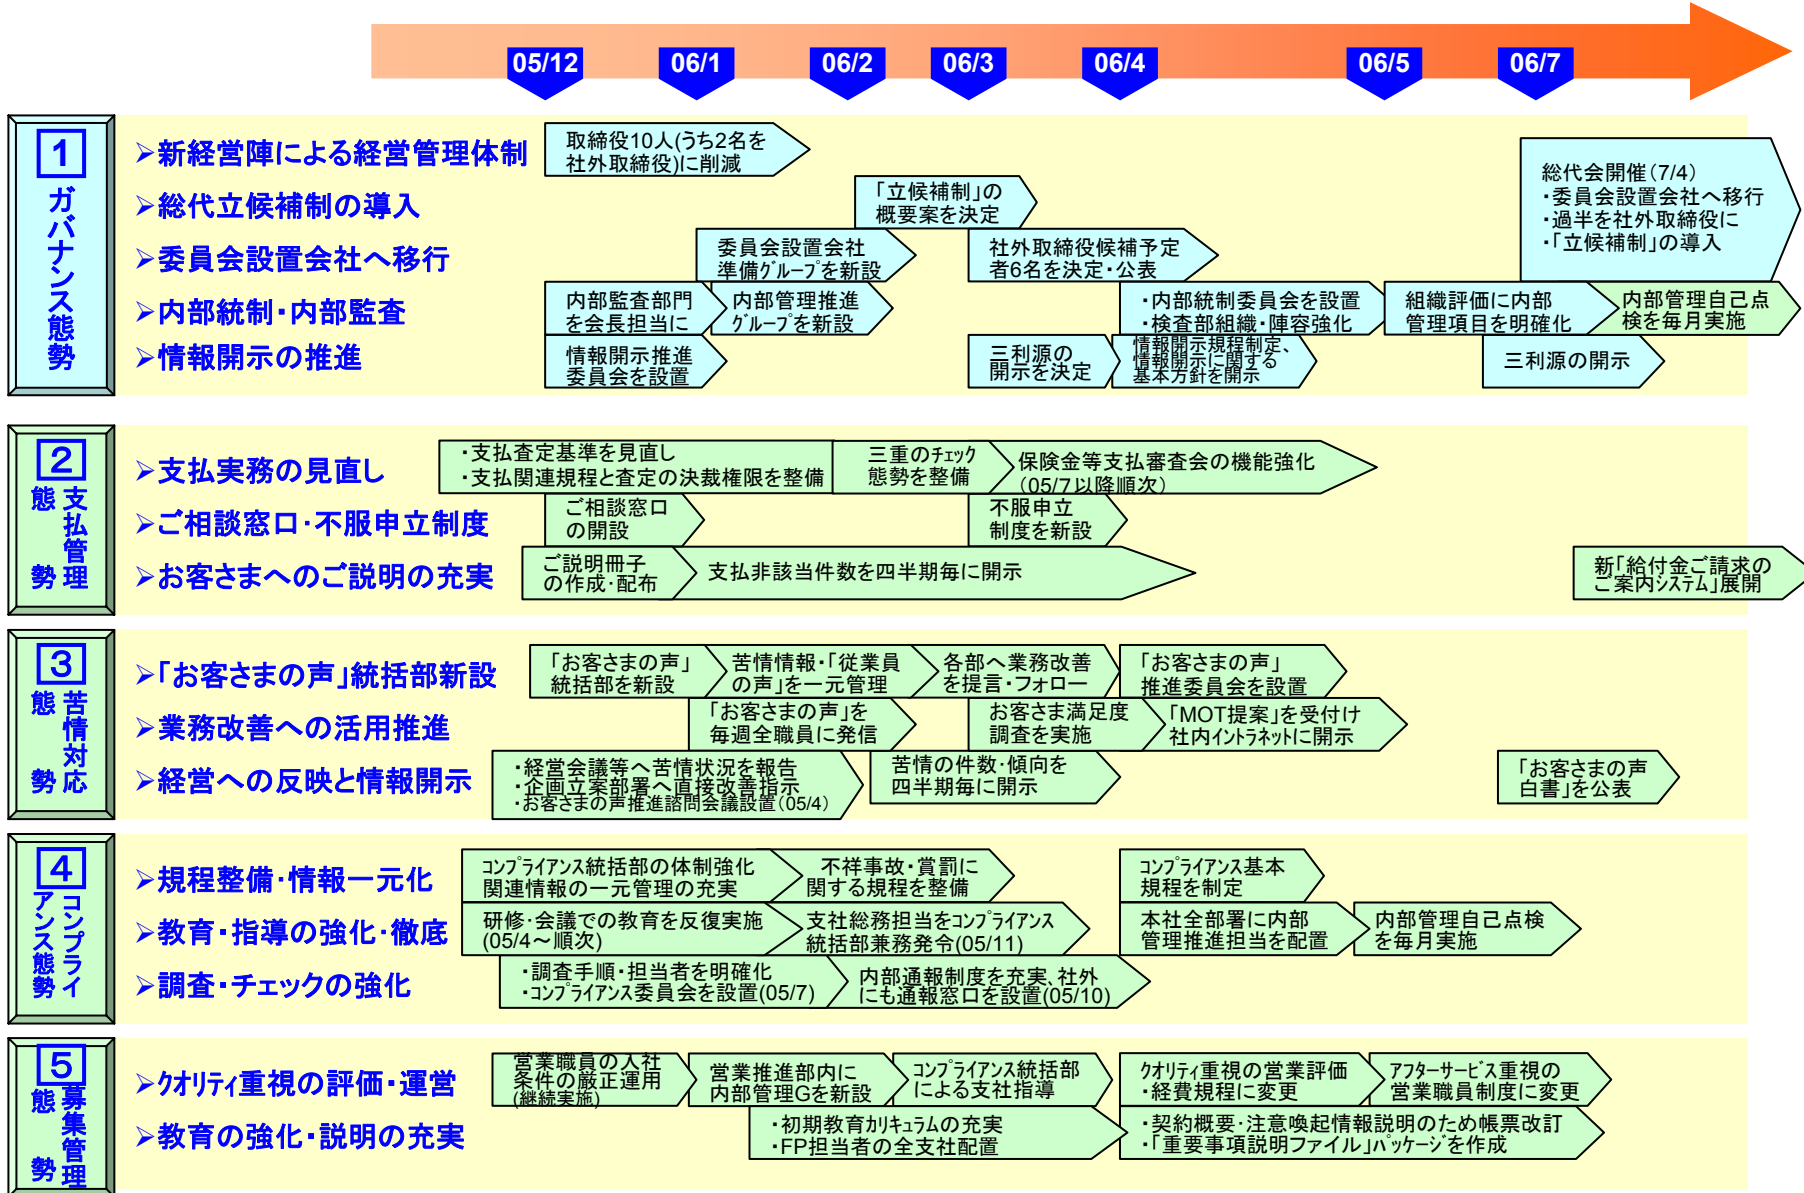 05/12
06/1
06/2
06/3
06/4
06/5
06/7
1
ガバナンス態勢
➢新経営陣による経営管理体制
取締役10人(うち2名を
社外取締役)に削減
➢総代立候補制の導入
「立候補制」の
概要案を決定
総代会開催(7/4)
・委員会設置会社へ移行
・過半を社外取締役に
・「立候補制」の導入
➢委員会設置会社へ移行
委員会設置会社
準備グループを新設
社外取締役候補予定
者6名を決定・公表
➢内部統制・内部監査
内部監査部門
を会長担当に
内部管理推進
グループを新設
・内部統制委員会を設置
・検査部組織・陣容強化
組織評価に内部
管理項目を明確化
内部管理自己点
検を毎月実施
➢情報開示の推進
情報開示推進
委員会を設置
三利源の
開示を決定
情報開示規程制定、
情報開示に関する
基本方針を開示
三利源の開示
2
支払管理
態勢
➢支払実務の見直し
・支払査定基準を見直し
・支払関連規程と査定の決裁権限を整備
三重のチェック
態勢を整備
保険金等支払審査会の機能強化
(05/7以降順次)
➢ご相談窓口・不服申立制度
ご相談窓口
の開設
不服申立
制度を新設
➢お客さまへのご説明の充実
ご説明冊子
の作成・配布
支払非該当件数を四半期毎に開示
新「給付金ご請求の
ご案内システム」展開
3
苦情対応
態勢
➢「お客さまの声」統括部新設
「お客さまの声」
統括部を新設
苦情情報・「従業員
の声」を一元管理
各部へ業務改善
を提言・フォロー
「お客さまの声」
推進委員会を設置
➢業務改善への活用推進
「お客さまの声」を
毎週全職員に発信
お客さま満足度
調査を実施
「MOT提案」を受付け
社内イントラネットに開示
➢経営への反映と情報開示
・経営会議等へ苦情状況を報告
・企画立案部署へ直接改善指示
・お客さまの声推進諮問会議設置(05/4)
苦情の件数・傾向を
四半期毎に開示
「お客さまの声
白書」を公表
4
コンプライ
アンス態勢
➢規程整備・情報一元化
コンプライアンス統括部の体制強化
関連情報の一元管理の充実
不祥事故・賞罰に
関する規程を整備
コンプライアンス基本
規程を制定
➢教育・指導の強化・徹底
研修・会議での教育を反復実施
(05/4～順次)
支社総務担当をコンプライアンス
統括部兼務発令(05/11)
本社全部署に内部
管理推進担当を配置
内部管理自己点検
を毎月実施
➢調査・チェックの強化
・調査手順・担当者を明確化
・コンプライアンス委員会を設置(05/7)
内部通報制度を充実、社外
にも通報窓口を設置(05/10)
5
募集管理
態勢
➢クオリティ重視の評価・運営
営業職員の入社
条件の厳正運用
(継続実施)
営業推進部内に
内部管理Gを新設
コンプライアンス統括部
による支社指導
クオリティ重視の営業評価
・経費規程に変更
アフターサービス重視の
営業職員制度に変更
➢教育の強化・説明の充実
・初期教育カリキュラムの充実
・FP担当者の全支社配置
・契約概要・注意喚起情報説明のため帳票改訂
・「重要事項説明ファイル」パッケージを作成